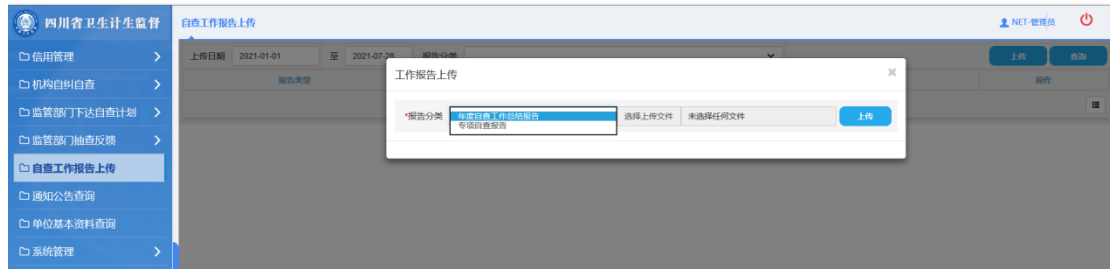 四川省卫生计生监督
自查工作报告上传
NET-管理员
信用管理
机构自纠自查
监管部门下达自查计划
监管部门抽查反馈
自查工作报告上传
通知公告查询
单位基本资料查询
系统管理
上传日期 2021-01-01 至 2021-07-28 报告分类
上传 查询
报告类型 操作
工作报告上传 ×
*报告分类 年度自查工作总结报告 选择上传文件 未选择任何文件 上传
专项自查报告